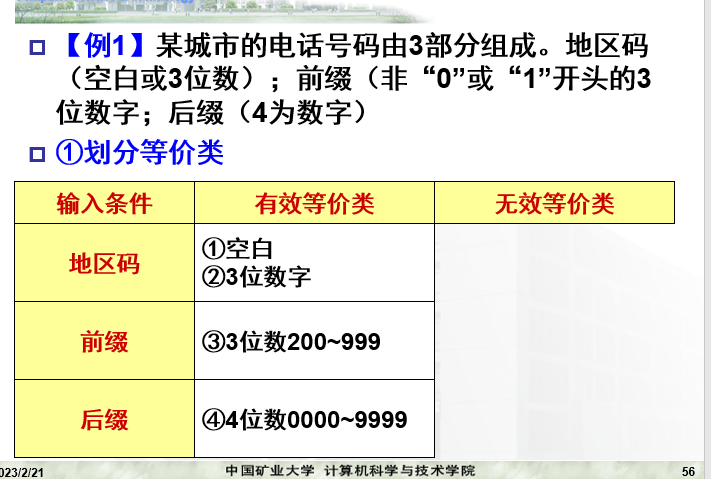 【例1】某城市的电话号码由3部分组成。地区码
（空白或3位数）；前缀（非“0”或“1”开头的3
位数字；后缀（4为数字）
①划分等价类
输入条件 有效等价类 无效等价类
地区码
①空白
②3位数字
前缀 ③3位数200~999
后缀 ④4位数0000~9999
023/2/21 中国矿业大学 计算机科学与技术学院 56